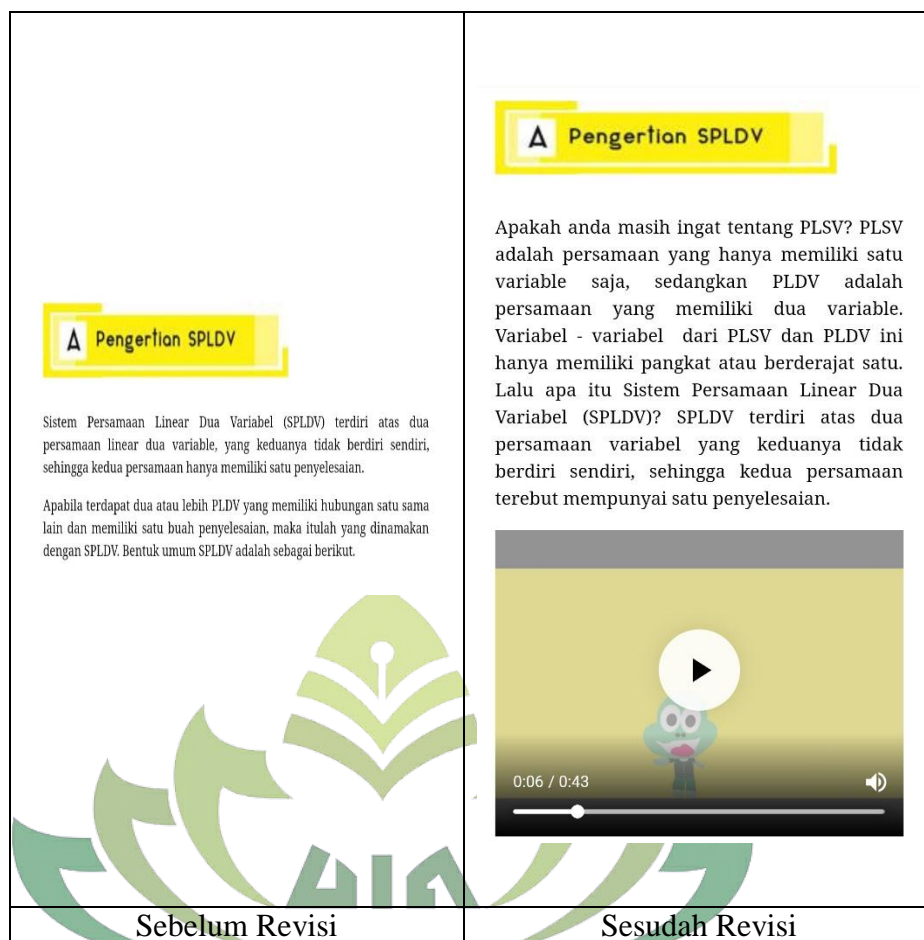 A Pengertian SPLDV
Sistem Persamaan Linear Dua Variabel (SPLDV) terdiri atas dua
persamaan linear dua variable, yang keduanya tidak berdiri sendiri,
sehingga kedua persamaan hanya memiliki satu penyelesaian.
Apabila terdapat dua atau lebih PLDV yang memiliki hubungan satu sama
lain dan memiliki satu buah penyelesaian, maka itulah yang dinamakan
dengan SPLDV. Bentuk umum SPLDV adalah sebagai berikut.
Sebelum Revisi
A Pengertian SPLDV
Apakah anda masih ingat tentang PLSV? PLSV
adalah persamaan yang hanya memiliki satu
variable saja, sedangkan PLDV adalah
persamaan yang memiliki dua variable.
Variabel - variabel dari PLSV dan PLDV ini
hanya memiliki pangkat atau berderajat satu.
Lalu apa itu Sistem Persamaan Linear Dua
Variabel (SPLDV)? SPLDV terdiri atas dua
persamaan variabel yang keduanya tidak
berdiri sendiri, sehingga kedua persamaan
terebut mempunyai satu penyelesaian.
0:06 / 0:43
Sesudah Revisi